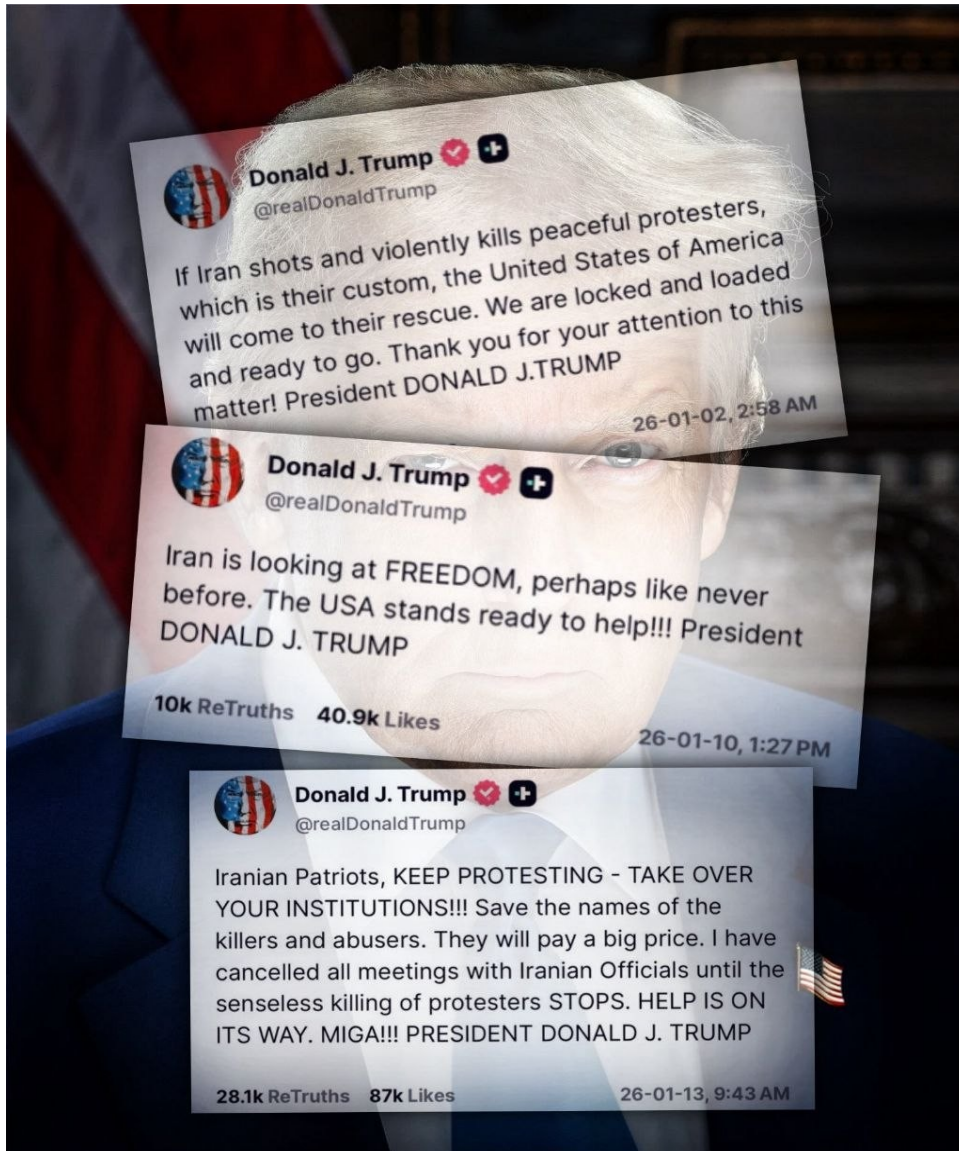 Donald J. Trump
@realDonaldTrump
If Iran shots and violently kills peaceful protesters,
which is their custom, the United States of America
will come to their rescue. We are locked and loaded
and ready to go. Thank you for your attention to this
matter! President DONALD J.TRUMP
26-01-02, 2:58 AM
Donald J. Trump
@realDonaldTrump
Iran is looking at FREEDOM, perhaps like never
before. The USA stands ready to help!!! President
DONALD J. TRUMP
10k ReTruths 40.9k Likes
26-01-10, 1:27 PM
Donald J. Trump
@realDonaldTrump
Iranian Patriots, KEEP PROTESTING - TAKE OVER
YOUR INSTITUTIONS!!! Save the names of the
killers and abusers. They will pay a big price. I have
cancelled all meetings with Iranian Officials until the
senseless killing of protesters STOPS. HELP IS ON
ITS WAY. MIGA!!! PRESIDENT DONALD J. TRUMP
28.1k ReTruths 87k Likes 26-01-13, 9:43 AM